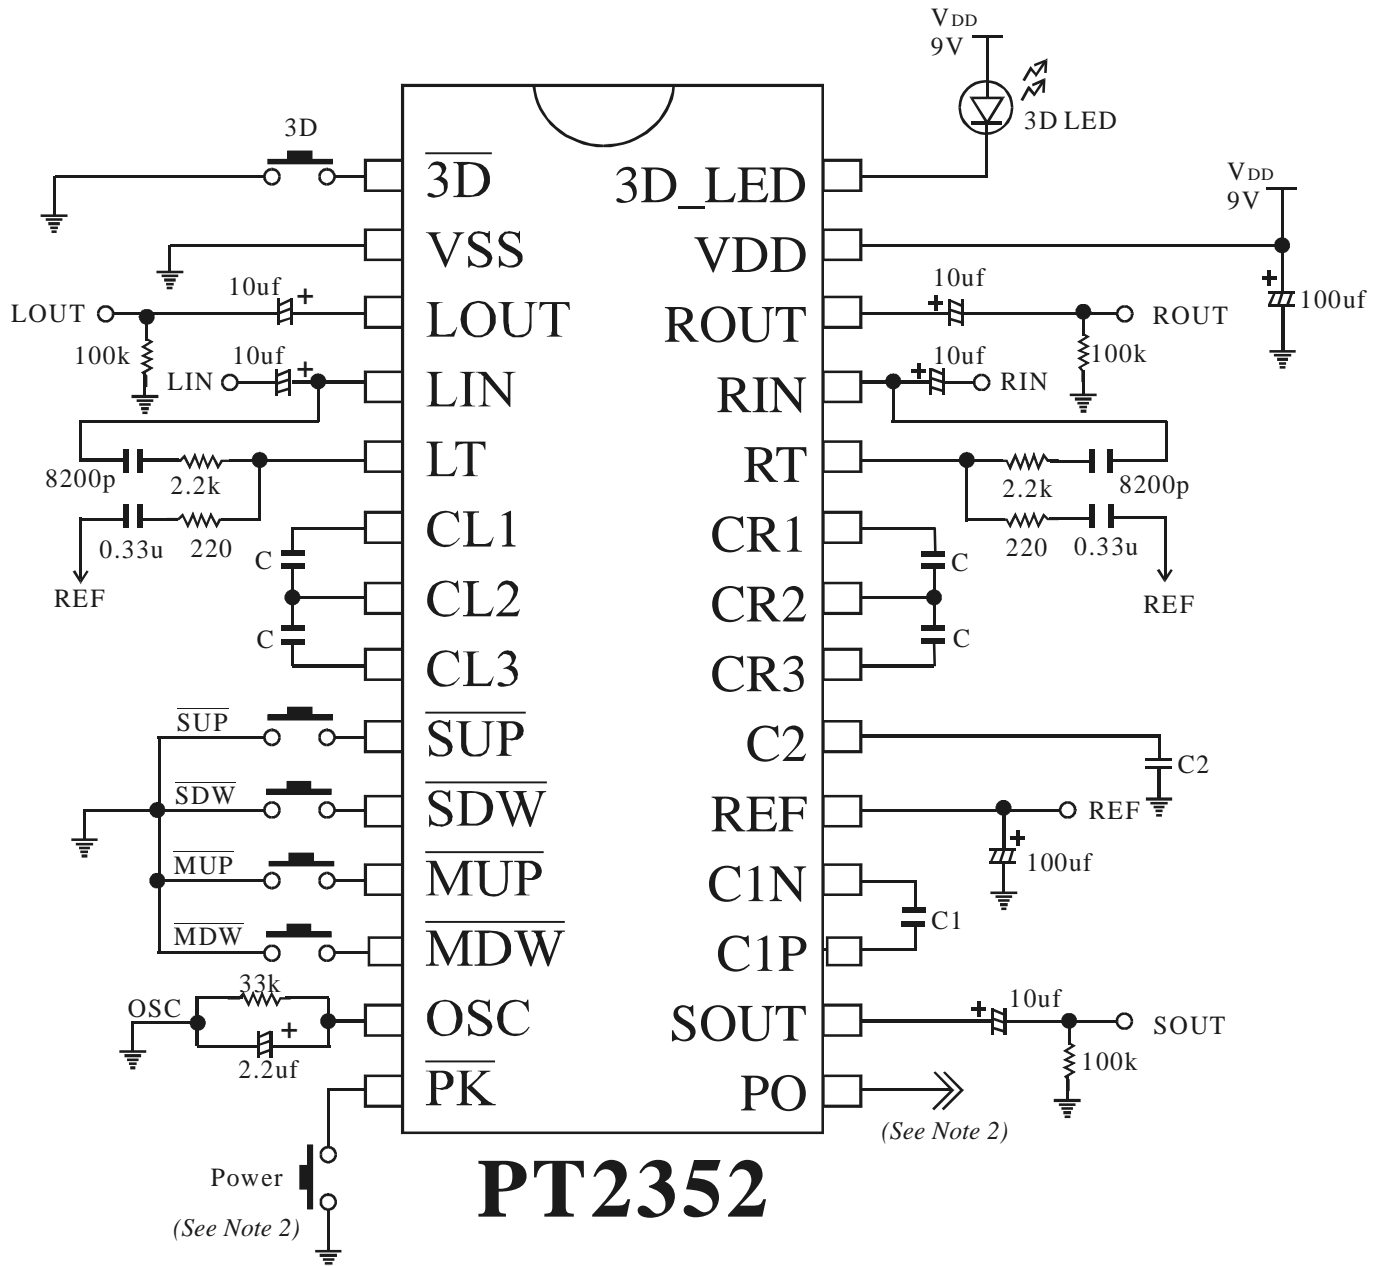 VDD
9V
3D LED
3D
3D
3D_LED
VDD
9V
VSS
VDD
10uf
10uf
100uf
LOUT
LOUT
ROUT
ROUT
100k
10uf
10uf
100k
LIN
LIN
RIN
RIN
LT
RT
8200p
2.2k
2.2k
8200p
0.33u
220
CL1
CR1
220
0.33u
C
C
REF
CL2
CR2
REF
C
C
CL3
CR3
SUP
SUP
C2
C2
SDW
SDW
REF
REF
MUP
MUP
C1N
100uf
C1
MDW
MDW
C1P
33k
OSC
OSC
SOUT
10uf
SOUT
2.2uf
100k
PK
PO
(See Note 2)
Power
(See Note 2)
PT2352